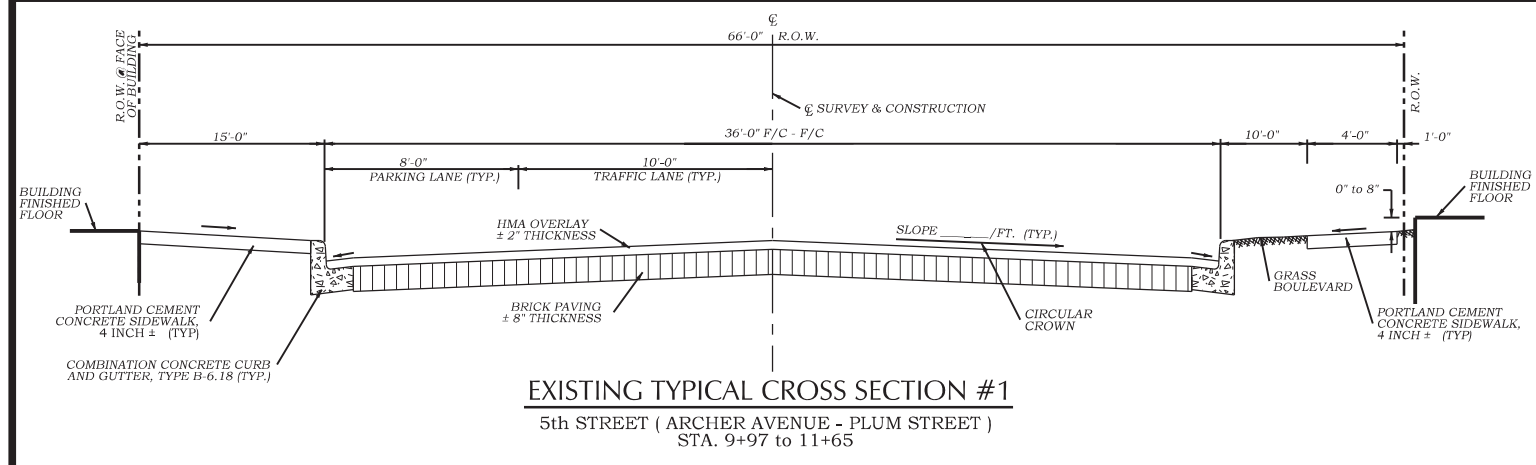 ℄
66'-0" R.O.W.
R.O.W. @ FACE
OF BUILDING
R.O.W.
℄ SURVEY & CONSTRUCTION
15'-0"
36'-0" F/C - F/C
10'-0"
4'-0"
1'-0"
8'-0"
PARKING LANE (TYP.)
10'-0"
TRAFFIC LANE (TYP.)
BUILDING
FINISHED
FLOOR
0" to 8"
BUILDING
FINISHED
FLOOR
HMA OVERLAY
± 2" THICKNESS
SLOPE ______/FT. (TYP.)
GRASS
BOULEVARD
PORTLAND CEMENT
CONCRETE SIDEWALK,
4 INCH ± (TYP)
BRICK PAVING
± 8" THICKNESS
CIRCULAR
CROWN
PORTLAND CEMENT
CONCRETE SIDEWALK,
4 INCH ± (TYP)
COMBINATION CONCRETE CURB
AND GUTTER, TYPE B-6.18 (TYP.)
EXISTING TYPICAL CROSS SECTION #1
5th STREET ( ARCHER AVENUE - PLUM STREET )
STA. 9+97 to 11+65